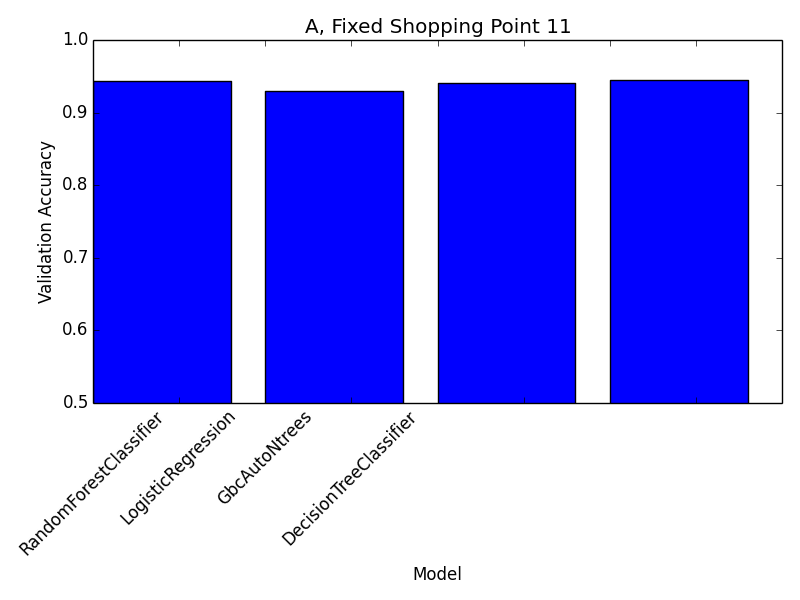 A, Fixed Shopping Point 11
1.0
0.9
0.8
0.7
0.6
0.5
Validation Accuracy
RandomForestClassifier
LogisticRegression
GbcAutoNtrees
DecisionTreeClassifier
Model